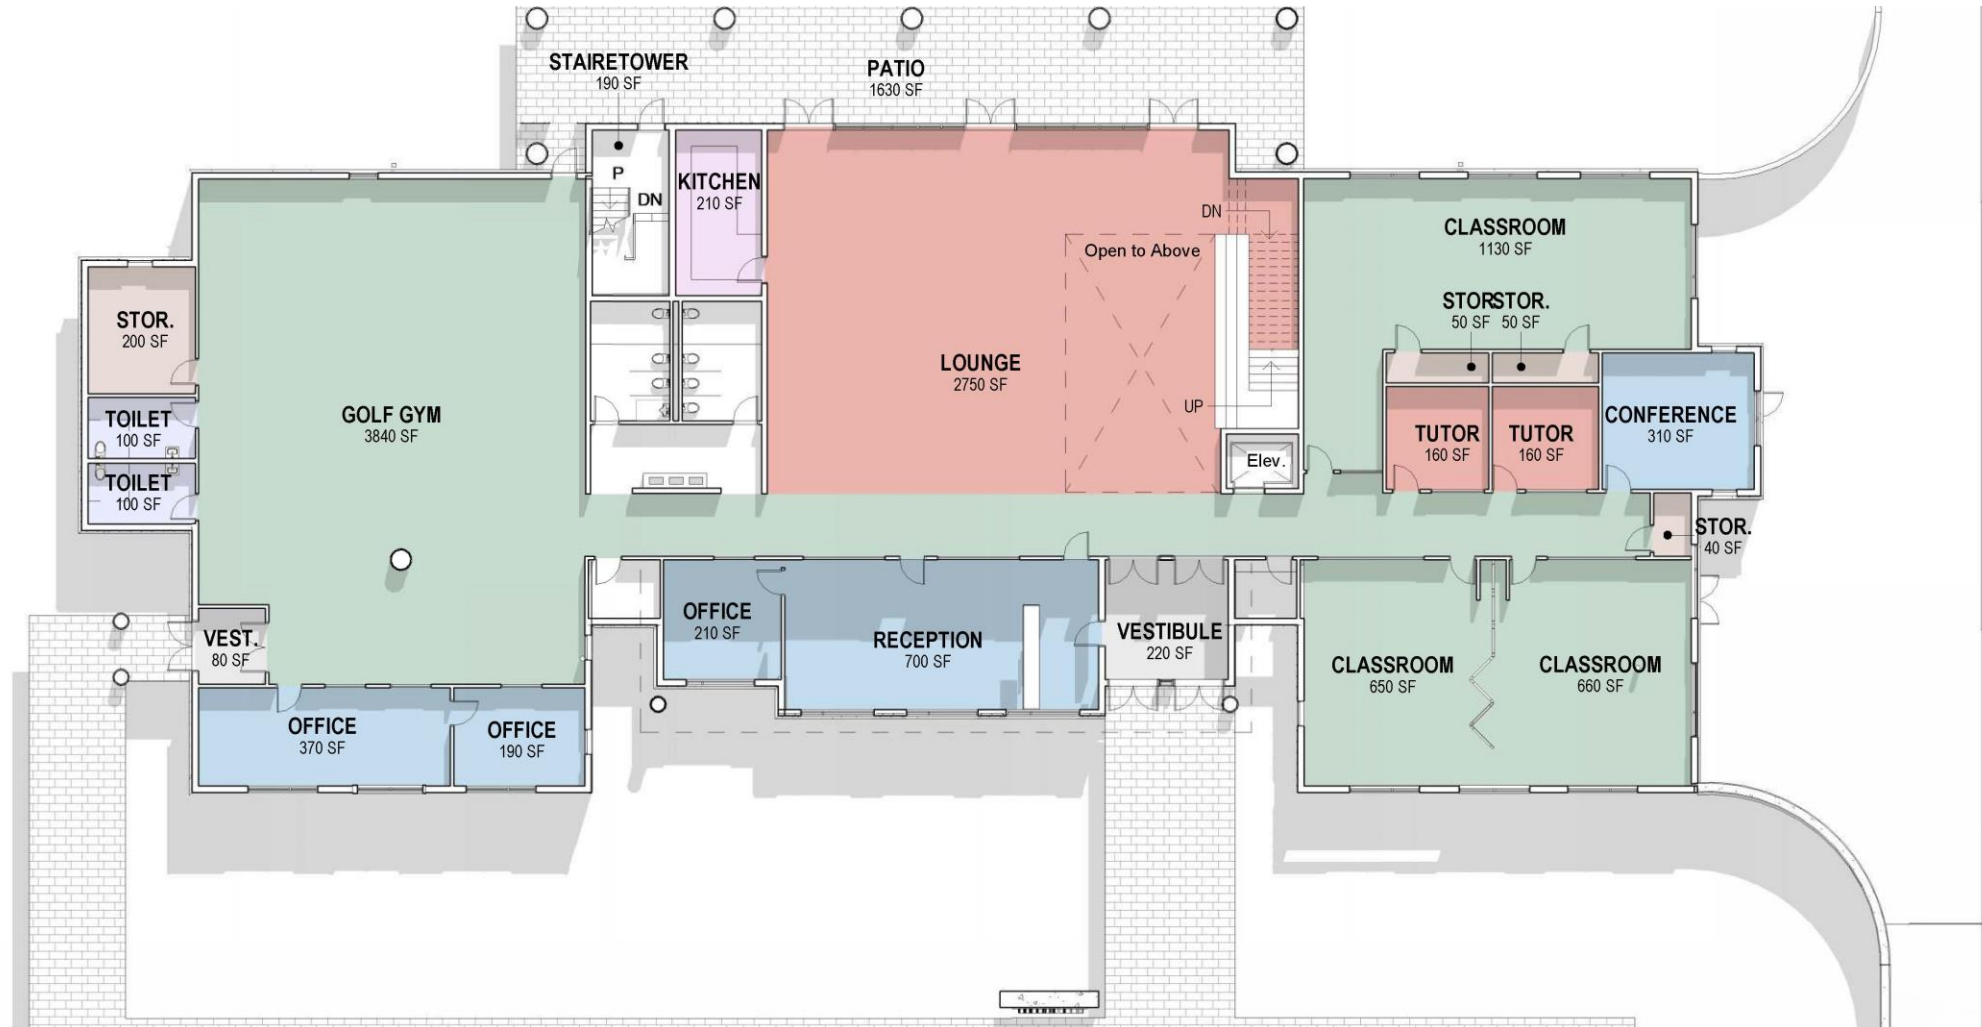 STAIRETOWER
190 SF
PATIO
1630 SF
P
DN
KITCHEN
210 SF
DN
Open to Above
CLASSROOM
1130 SF
STOR.
50 SF
STOR.
50 SF
STOR.
200 SF
LOUNGE
2750 SF
UP
TOILET
100 SF
GOLF GYM
3840 SF
CONFERENCE
310 SF
TUTOR
160 SF
TUTOR
160 SF
Elev.
TOILET
100 SF
STOR.
40 SF
OFFICE
210 SF
VEST.
80 SF
RECEPTION
700 SF
VESTIBULE
220 SF
CLASSROOM
650 SF
CLASSROOM
660 SF
OFFICE
370 SF
OFFICE
190 SF